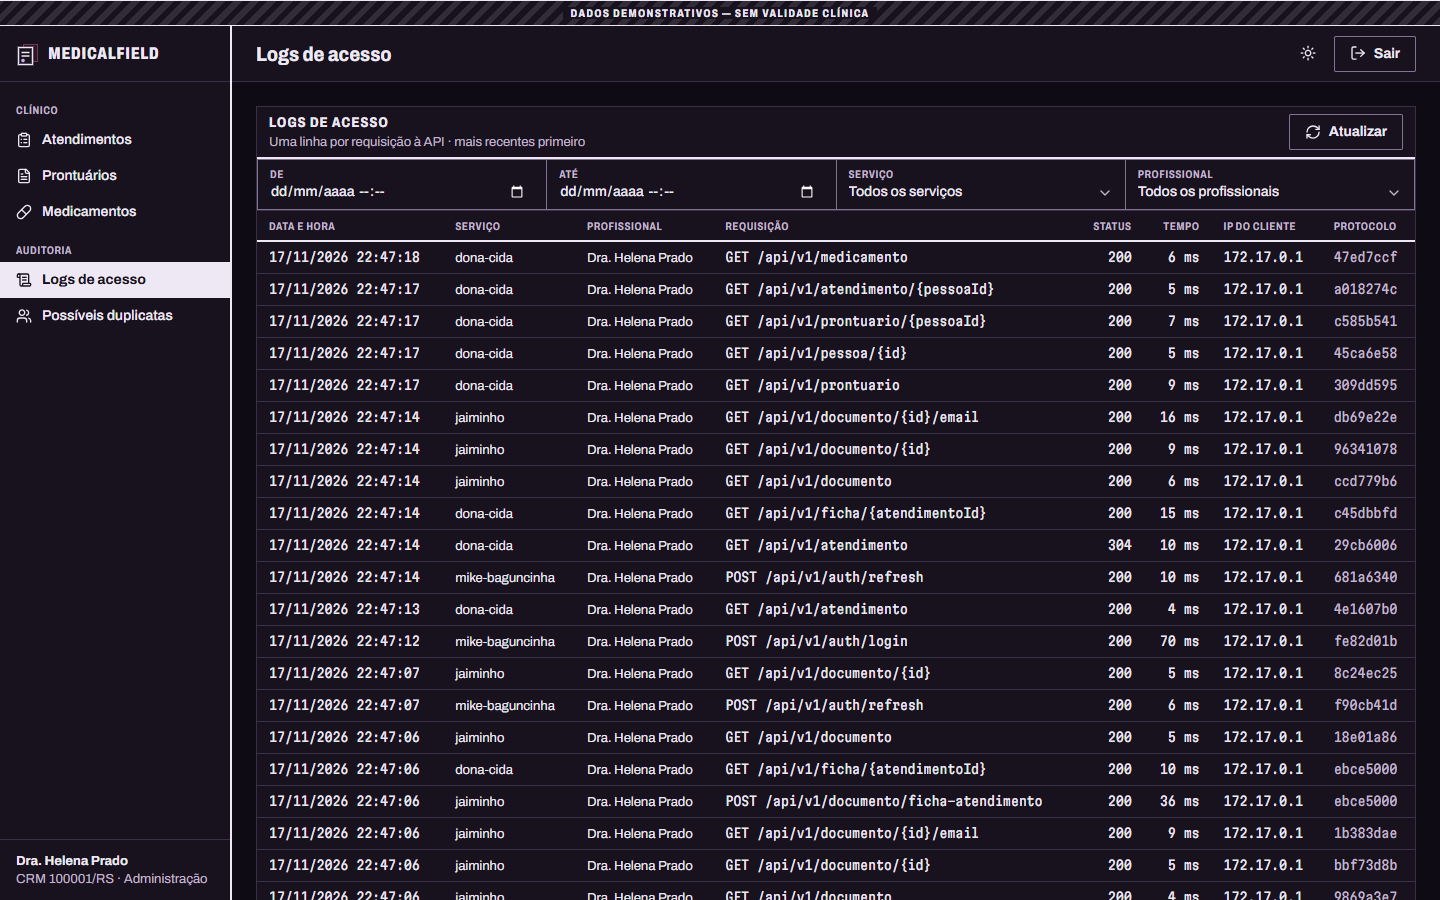 DADOS DEMONSTRATIVOS — SEM VALIDADE CLÍNICA
MEDICALFIELD
Logs de acesso
Sair
CLÍNICO
Atendimentos
Prontuários
Medicamentos
AUDITORIA
Logs de acesso
Possíveis duplicatas
Dra. Helena Prado
CRM 100001/RS · Administração
LOGS DE ACESSO
Uma linha por requisição à API · mais recentes primeiro
Atualizar
DE ATÉ SERVIÇO PROFISSIONAL
dd/mm/aaaa --:-- dd/mm/aaaa --:-- Todos os serviços Todos os profissionais
DATA E HORA SERVIÇO PROFISSIONAL REQUISIÇÃO STATUS TEMPO IP DO CLIENTE PROTOCOLO
17/11/2026 22:47:18 dona-cida Dra. Helena Prado GET /api/v1/medicamento 200 6 ms 172.17.0.1 47ed7ccf
17/11/2026 22:47:17 dona-cida Dra. Helena Prado GET /api/v1/atendimento/{pessoaId} 200 5 ms 172.17.0.1 a018274c
17/11/2026 22:47:17 dona-cida Dra. Helena Prado GET /api/v1/prontuario/{pessoaId} 200 7 ms 172.17.0.1 c585b541
17/11/2026 22:47:17 dona-cida Dra. Helena Prado GET /api/v1/pessoa/{id} 200 5 ms 172.17.0.1 45ca6e58
17/11/2026 22:47:17 dona-cida Dra. Helena Prado GET /api/v1/prontuario 200 9 ms 172.17.0.1 309dd595
17/11/2026 22:47:14 jaiminho Dra. Helena Prado GET /api/v1/documento/{id}/email 200 16 ms 172.17.0.1 db69e22e
17/11/2026 22:47:14 jaiminho Dra. Helena Prado GET /api/v1/documento/{id} 200 9 ms 172.17.0.1 96341078
17/11/2026 22:47:14 jaiminho Dra. Helena Prado GET /api/v1/documento 200 6 ms 172.17.0.1 ccd779b6
17/11/2026 22:47:14 dona-cida Dra. Helena Prado GET /api/v1/ficha/{atendimentoId} 200 15 ms 172.17.0.1 c45dbbfd
17/11/2026 22:47:14 dona-cida Dra. Helena Prado GET /api/v1/atendimento 304 10 ms 172.17.0.1 29cb6006
17/11/2026 22:47:14 mike-baguncinha Dra. Helena Prado POST /api/v1/auth/refresh 200 10 ms 172.17.0.1 681a6340
17/11/2026 22:47:13 dona-cida Dra. Helena Prado GET /api/v1/atendimento 200 4 ms 172.17.0.1 4e1607b0
17/11/2026 22:47:12 mike-baguncinha Dra. Helena Prado POST /api/v1/auth/login 200 70 ms 172.17.0.1 fe82d01b
17/11/2026 22:47:07 jaiminho Dra. Helena Prado GET /api/v1/documento/{id} 200 5 ms 172.17.0.1 8c24ec25
17/11/2026 22:47:07 mike-baguncinha Dra. Helena Prado POST /api/v1/auth/refresh 200 6 ms 172.17.0.1 f90cb41d
17/11/2026 22:47:06 jaiminho Dra. Helena Prado GET /api/v1/documento 200 5 ms 172.17.0.1 18e01a86
17/11/2026 22:47:06 dona-cida Dra. Helena Prado GET /api/v1/ficha/{atendimentoId} 200 10 ms 172.17.0.1 ebce5000
17/11/2026 22:47:06 jaiminho Dra. Helena Prado POST /api/v1/documento/ficha-atendimento 200 36 ms 172.17.0.1 ebce5000
17/11/2026 22:47:06 jaiminho Dra. Helena Prado GET /api/v1/documento/{id}/email 200 9 ms 172.17.0.1 1b383dae
17/11/2026 22:47:06 jaiminho Dra. Helena Prado GET /api/v1/documento/{id} 200 5 ms 172.17.0.1 bbf73d8b
17/11/2026 22:47:06 jaiminho Dra. Helena Prado GET /api/v1/documento 200 4 ms 172.17.0.1 9869a3e7